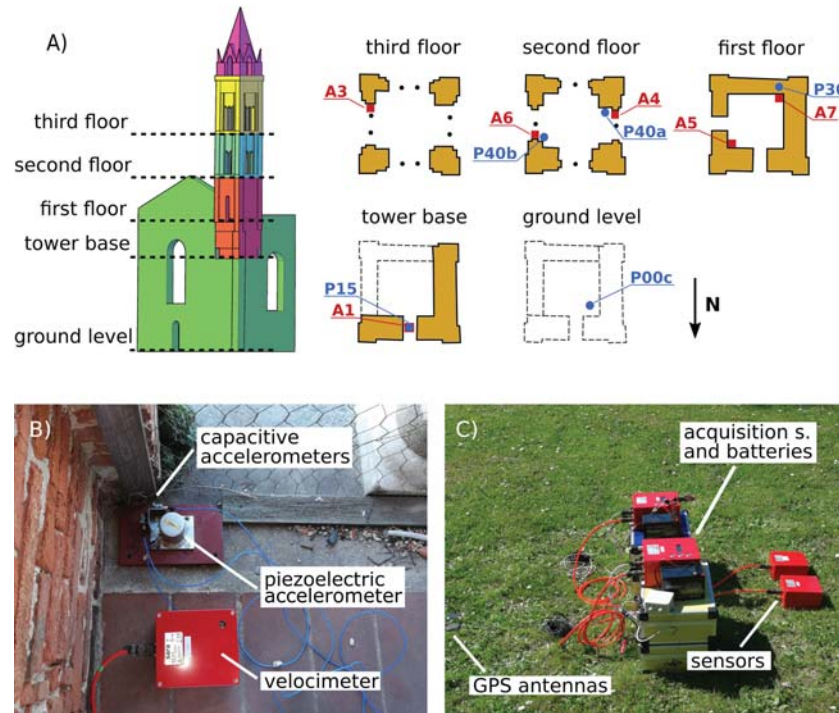 A)
third floor
second floor
first floor
tower base
ground level
third floor
second floor
first floor
A3
A6
A4
P40a
P40b
A5
A7
tower base
ground level
P15
A1
P00c
N
B)
capacitive
accelerometers
piezoelectric
accelerometer
velocimeter
C)
acquisition s.
and batteries
sensors
GPS antennas